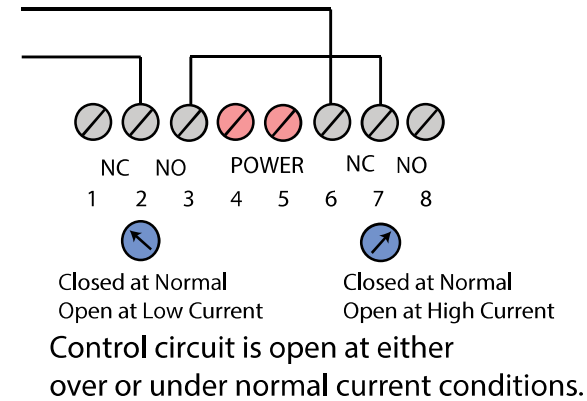 NC NO POWER NC NO
1 2 3 4 5 6 7 8
Closed at Normal Closed at Normal
Open at Low Current Open at High Current
Control circuit is open at either
over or under normal current conditions.